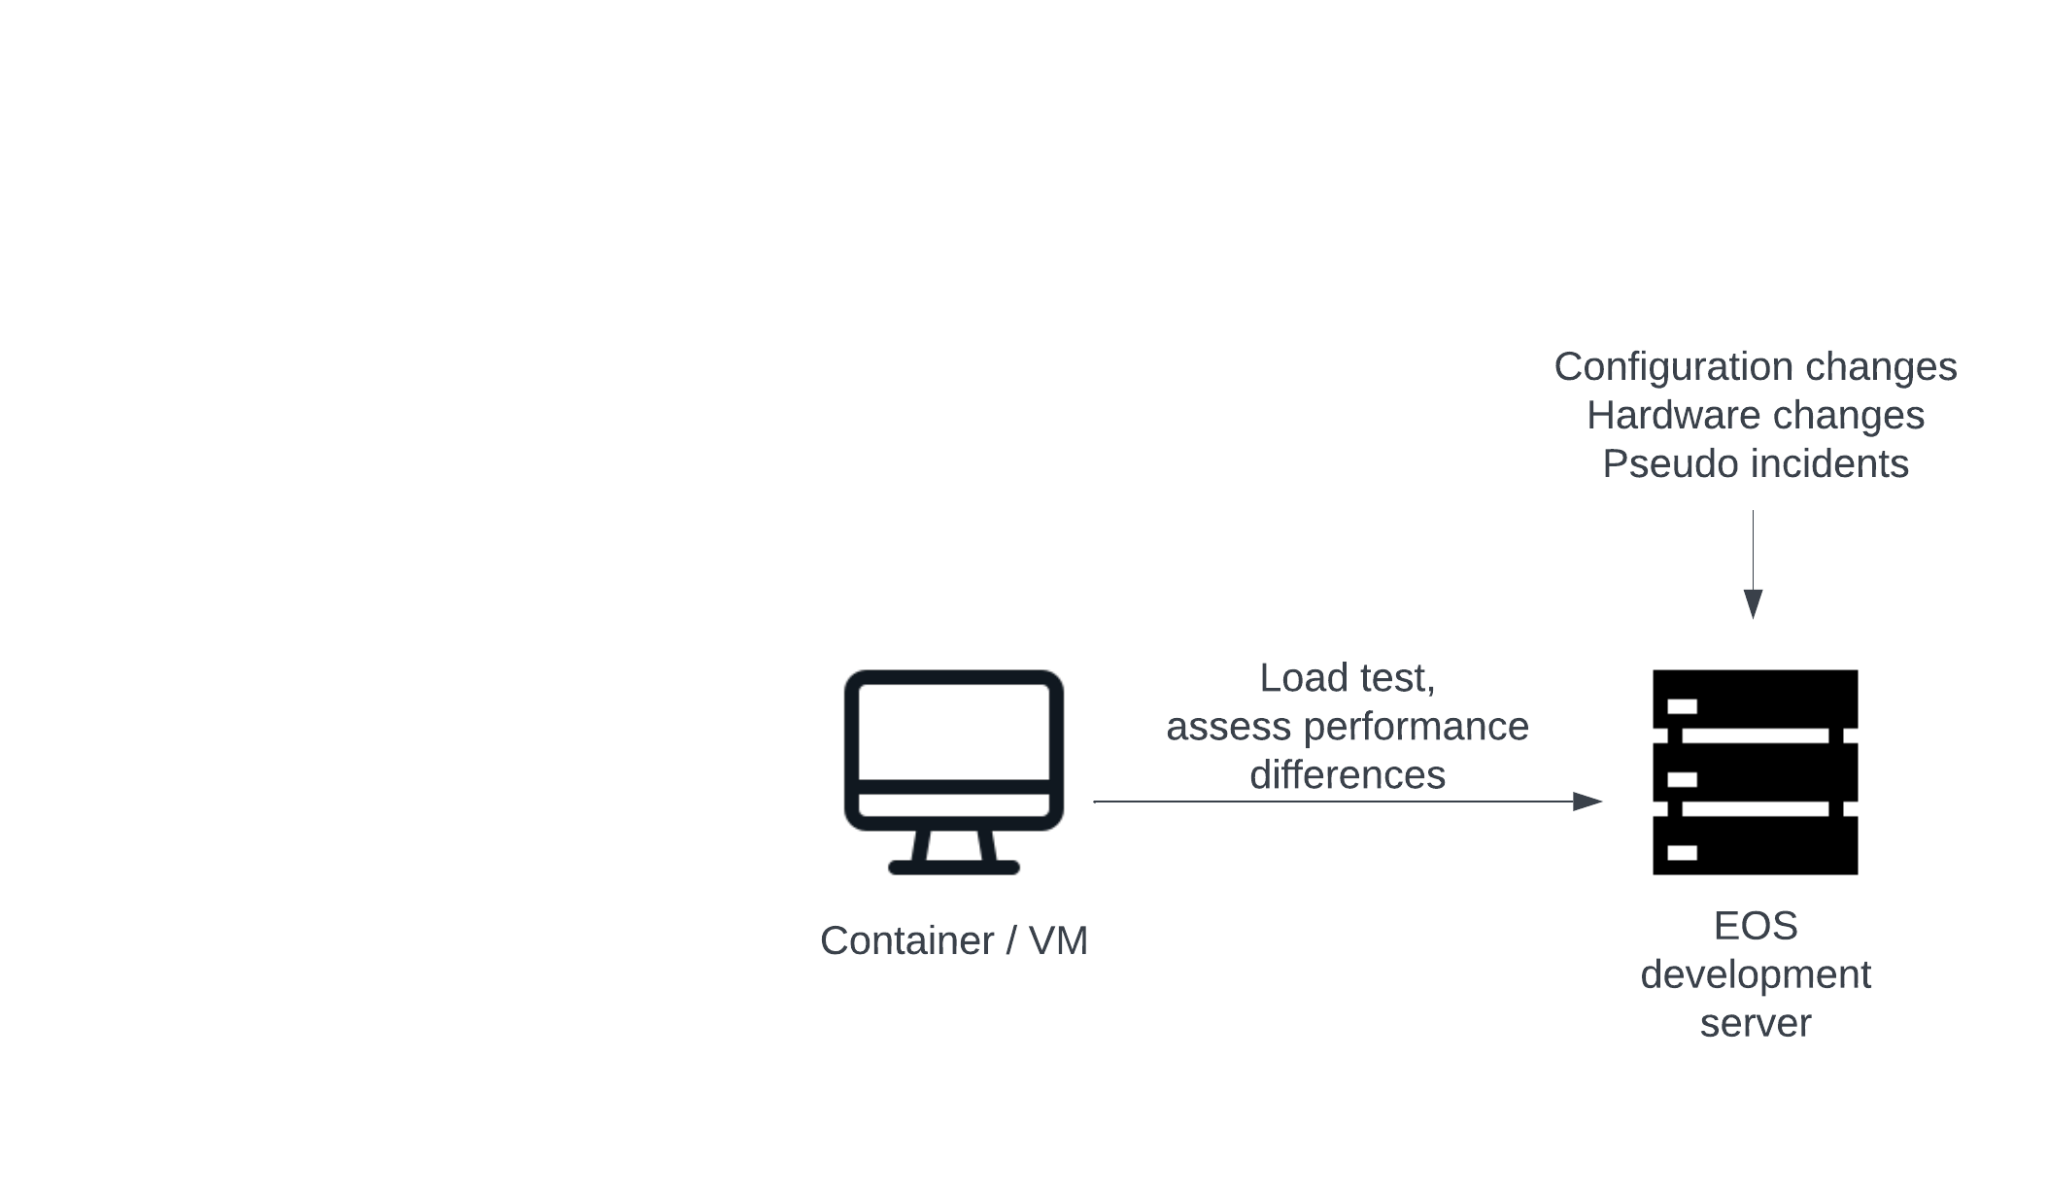 Configuration changes
Hardware changes
Pseudo incidents
Load test,
assess performance
differences
Container / VM
EOS
development
server